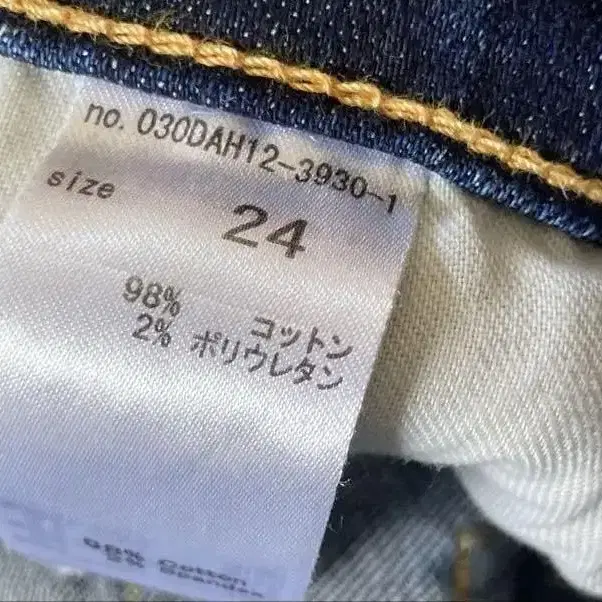 no. 030DAH12-3930-1
size
24
98% コットン
2% ポリウレタン
98% Cotton
2% Spandex